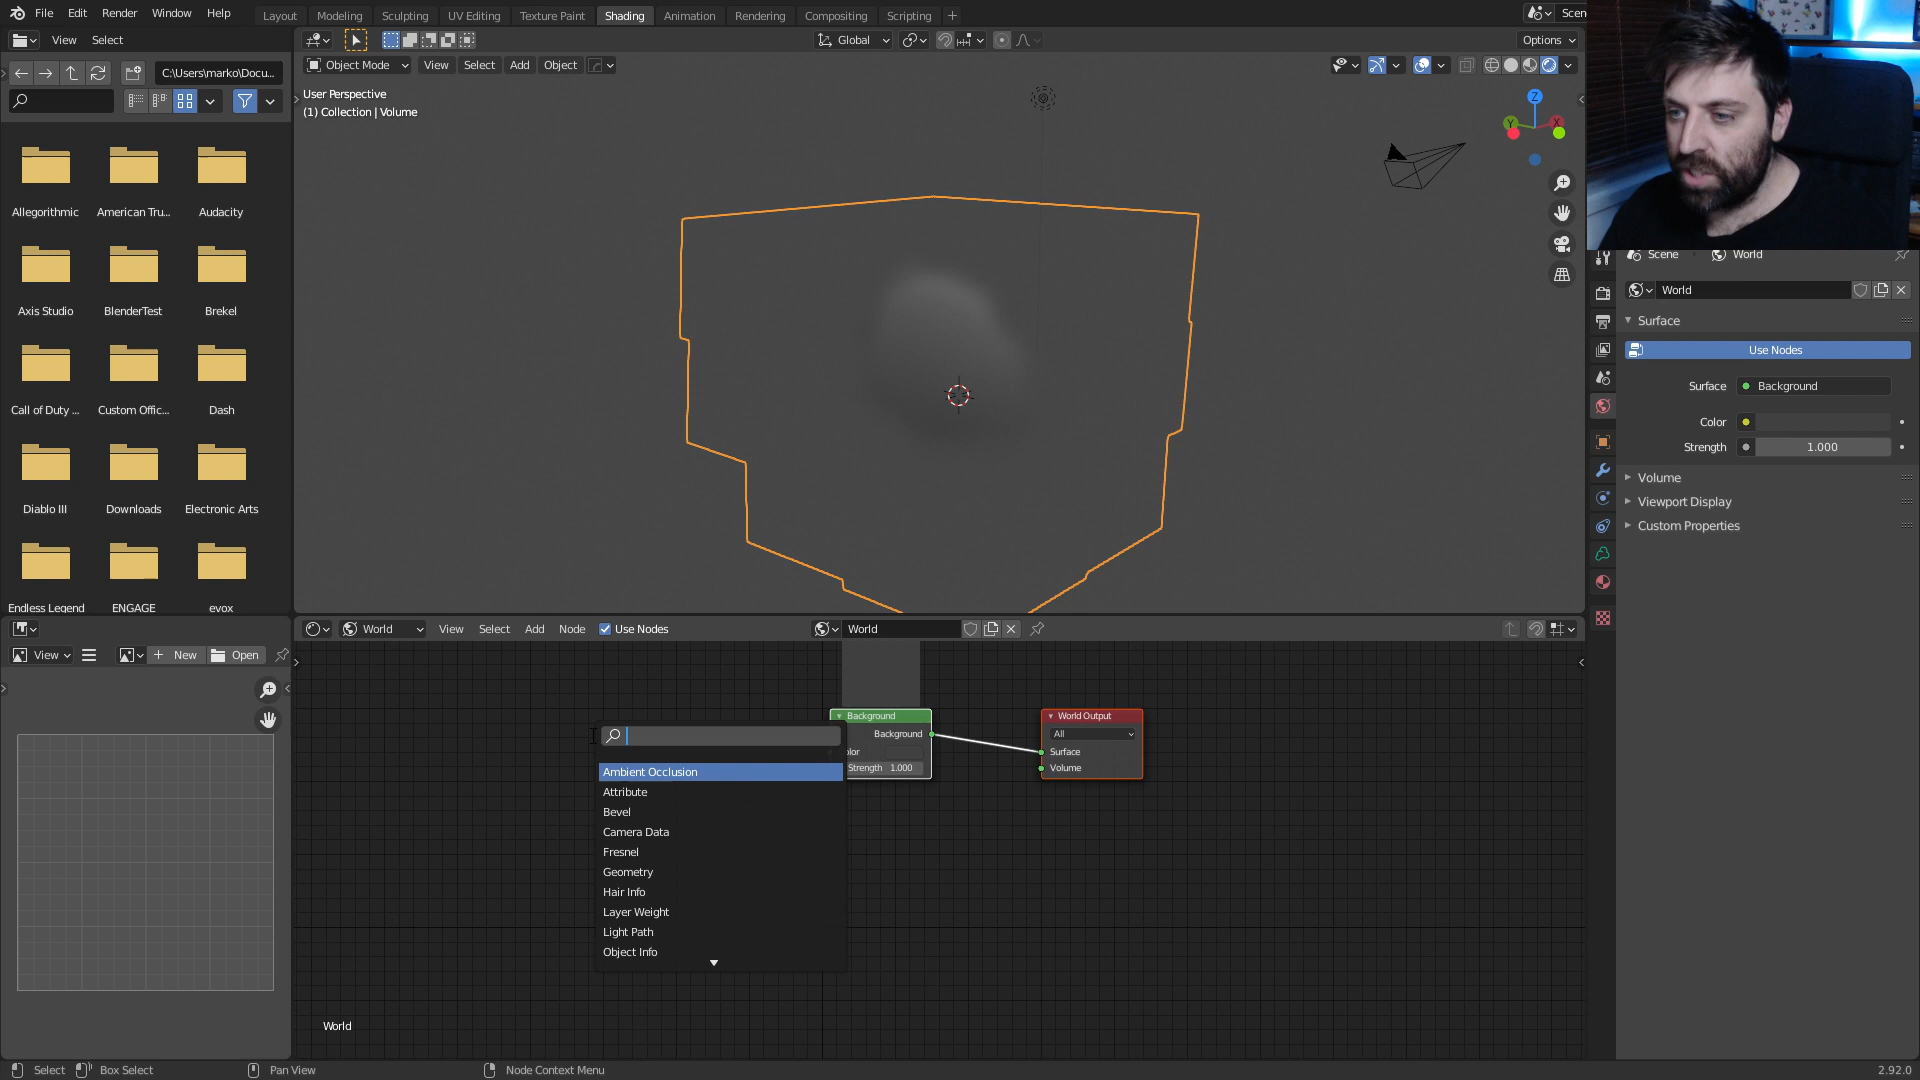 File Edit Render Window Help
Layout Modeling Sculpting UV Editing Texture Paint Shading Animation Rendering Compositing Scripting
Scen
View Select
C:\Users\marko\Docu...
Global
Options
Object Mode View Select Add Object
User Perspective
(1) Collection | Volume
Z
Y
X
Allegorithmic American Tru... Audacity
Axis Studio BlenderTest Brekel
Call of Duty ... Custom Offic... Dash
Diablo III Downloads Electronic Arts
Endless Legend ENGAGE evox
Scene World
World
Surface
Use Nodes
Surface Background
Color
Strength 1.000
Volume
Viewport Display
Custom Properties
World View Select Add Node Use Nodes World
View New Open
Background
Background
olor
Strength 1.000
World Output
All
Surface
Volume
Ambient Occlusion
Attribute
Bevel
Camera Data
Fresnel
Geometry
Hair Info
Layer Weight
Light Path
Object Info
World
Select Box Select Pan View Node Context Menu 2.92.0